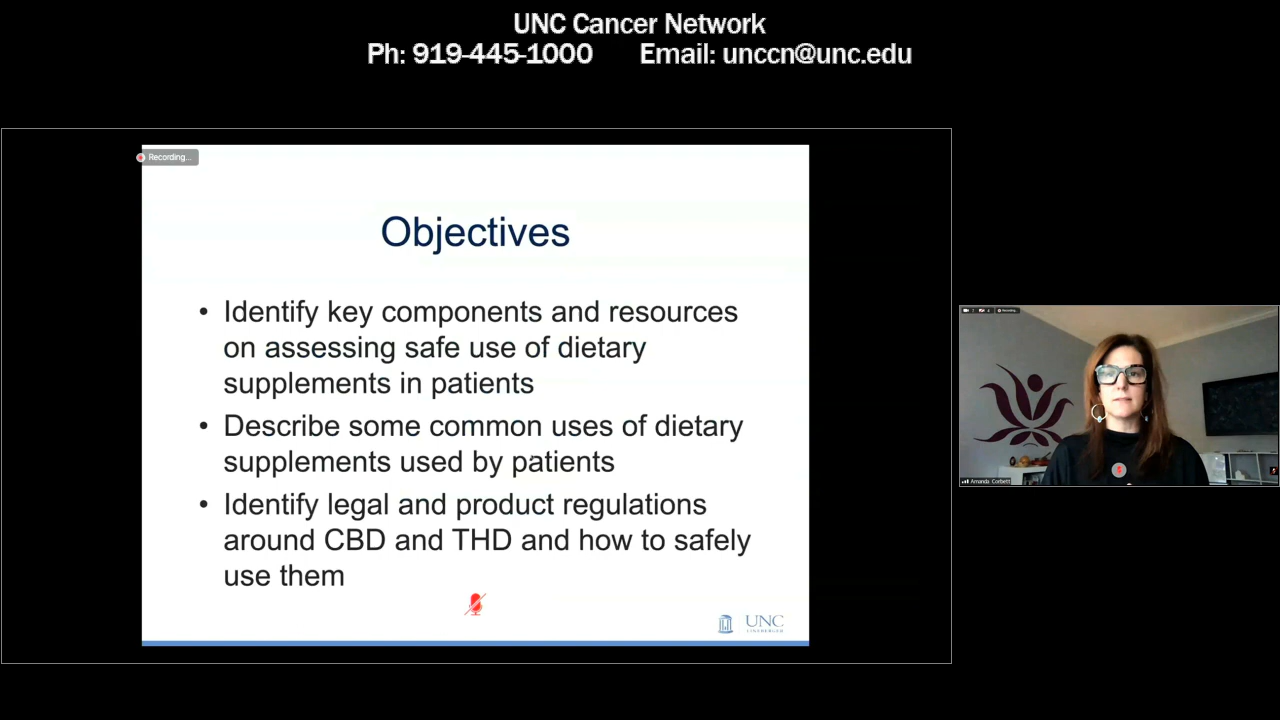 UNC Cancer Network
Ph: 919-445-1000 Email: unccn@unc.edu
Recording...
Objectives
• Identify key components and resources
on assessing safe use of dietary
supplements in patients
• Describe some common uses of dietary
supplements used by patients
• Identify legal and product regulations
around CBD and THD and how to safely
use them
UNC
LINEBERGER
Recording...
Amanda Corbett